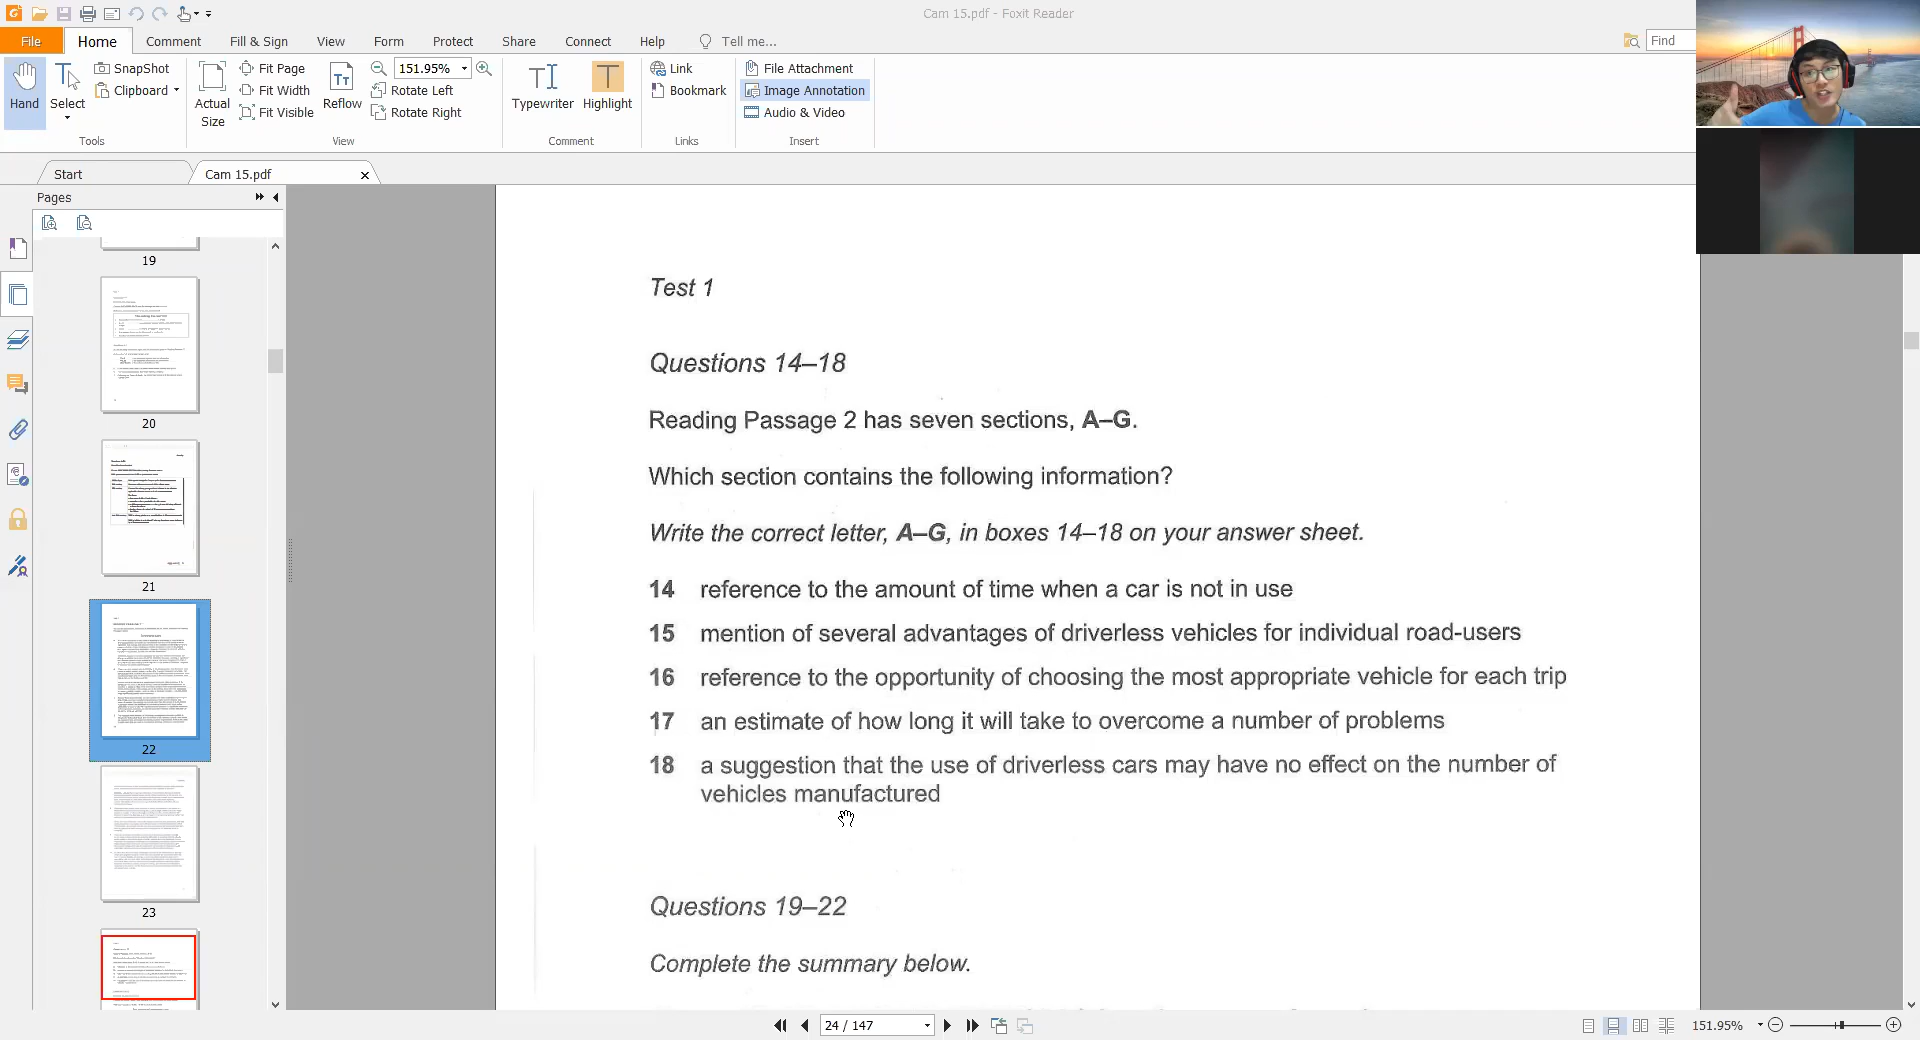 Cam 15.pdf - Foxit Reader
File
Home
Comment
Fill & Sign
View
Form
Protect
Share
Connect
Help
Tell me...
Find
Hand
Select
SnapShot
Clipboard
Tools
Actual Size
Fit Page
Fit Width
Fit Visible
Reflow
151.95%
Rotate Left
Rotate Right
View
Typewriter
Highlight
Comment
Link
Bookmark
Links
File Attachment
Image Annotation
Audio & Video
Insert
Start
Cam 15.pdf
Pages
19
20
21
22
23
Test 1
Questions 14–18
Reading Passage 2 has seven sections, A–G.
Which section contains the following information?
Write the correct letter, A–G, in boxes 14–18 on your answer sheet.
14 reference to the amount of time when a car is not in use
15 mention of several advantages of driverless vehicles for individual road-users
16 reference to the opportunity of choosing the most appropriate vehicle for each trip
17 an estimate of how long it will take to overcome a number of problems
18 a suggestion that the use of driverless cars may have no effect on the number of
vehicles manufactured
Questions 19–22
Complete the summary below.
24 / 147
151.95%